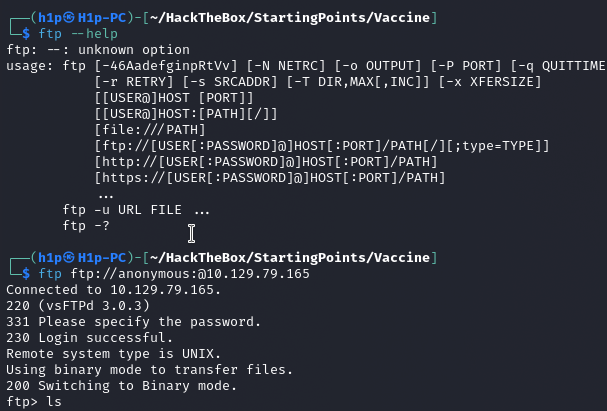 ┌──(h1p㉿H1p-PC)-[~/HackTheBox/StartingPoints/Vaccine]
└─$ ftp --help
ftp: --: unknown option
usage: ftp [-46AadefginpRtVv] [-N NETRC] [-o OUTPUT] [-P PORT] [-q QUITTIME
           [-r RETRY] [-s SRCADDR] [-T DIR,MAX[,INC]] [-x XFERSIZE]
           [[USER@]HOST [PORT]]
           [[USER@]HOST:[PATH][/]]
           [file:///PATH]
           [ftp://[USER[:PASSWORD]@]HOST[:PORT]/PATH[/][;type=TYPE]]
           [http://[USER[:PASSWORD]@]HOST[:PORT]/PATH]
           [https://[USER[:PASSWORD]@]HOST[:PORT]/PATH]
           ...
       ftp -u URL FILE ...
       ftp -?
┌──(h1p㉿H1p-PC)-[~/HackTheBox/StartingPoints/Vaccine]
└─$ ftp ftp://anonymous:@10.129.79.165
Connected to 10.129.79.165.
220 (vsFTPd 3.0.3)
331 Please specify the password.
230 Login successful.
Remote system type is UNIX.
Using binary mode to transfer files.
200 Switching to Binary mode.
ftp> ls